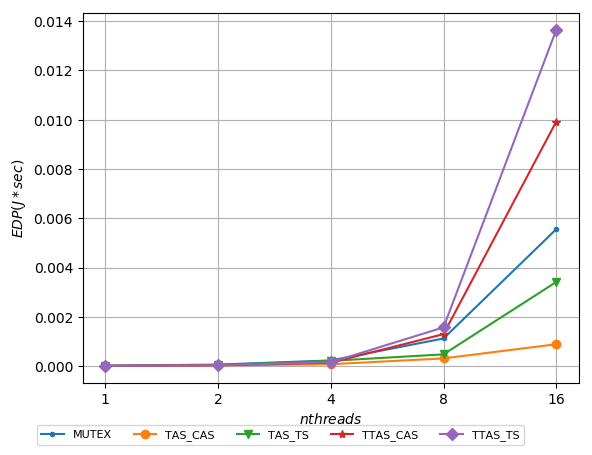 0.014
0.012
0.010
0.008
0.006
0.004
0.002
0.000
EDP(J * sec)
1 2 4 8 16
nthreads
MUTEX TAS_CAS TAS_TS TTAS_CAS TTAS_TS